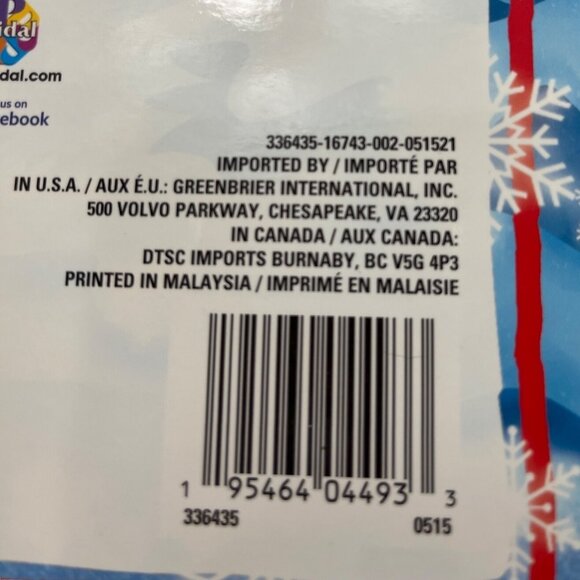 idal
dal.com
us on
ebook
336435-16743-002-051521
IMPORTED BY / IMPORTÉ PAR
IN U.S.A. / AUX É.U.: GREENBRIER INTERNATIONAL, INC.
500 VOLVO PARKWAY, CHESAPEAKE, VA 23320
IN CANADA / AUX CANADA:
DTSC IMPORTS BURNABY, BC V5G 4P3
PRINTED IN MALAYSIA / IMPRIMÉ EN MALAISIE
1 95464 04493 3
336435 0515